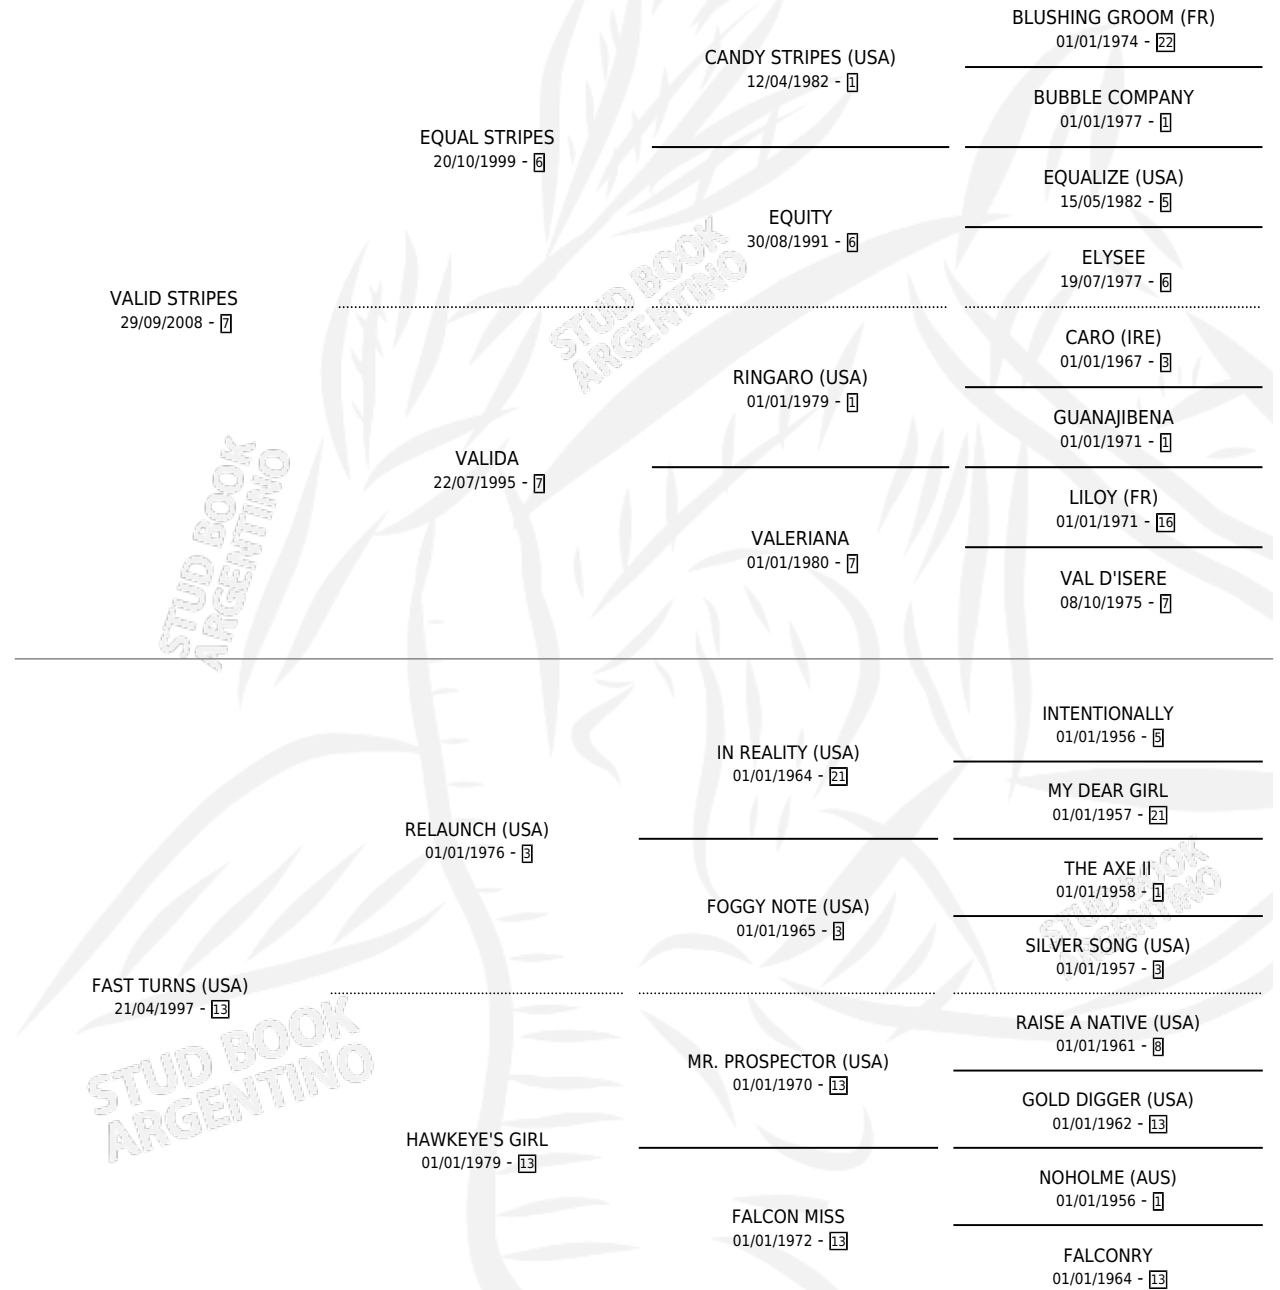 BLUSHING GROOM (FR)
01/01/1974 - 22
CANDY STRIPES (USA)
12/04/1982 - 1
BUBBLE COMPANY
01/01/1977 - 1
EQUAL STRIPES
20/10/1999 - 6
EQUALIZE (USA)
15/05/1982 - 5
EQUITY
30/08/1991 - 6
ELYSEE
19/07/1977 - 6
VALID STRIPES
29/09/2008 - 7
CARO (IRE)
01/01/1967 - 3
RINGARO (USA)
01/01/1979 - 1
GUANAJIBENA
01/01/1971 - 1
VALIDA
22/07/1995 - 7
LILOY (FR)
01/01/1971 - 16
VALERIANA
01/01/1980 - 7
VAL D'ISERE
08/10/1975 - 7
INTENTIONALLY
01/01/1956 - 5
IN REALITY (USA)
01/01/1964 - 21
MY DEAR GIRL
01/01/1957 - 21
RELAUNCH (USA)
01/01/1976 - 3
THE AXE II
01/01/1958 - 1
FOGGY NOTE (USA)
01/01/1965 - 3
SILVER SONG (USA)
01/01/1957 - 3
FAST TURNS (USA)
21/04/1997 - 13
RAISE A NATIVE (USA)
01/01/1961 - 8
MR. PROSPECTOR (USA)
01/01/1970 - 13
GOLD DIGGER (USA)
01/01/1962 - 13
HAWKEYE'S GIRL
01/01/1979 - 13
NOHOLME (AUS)
01/01/1956 - 1
FALCON MISS
01/01/1972 - 13
FALCONRY
01/01/1964 - 13
STUD BOOK
ARGENTINO
STUD BOOK
ARGENTINO
STUD BOOK
ARGENTINO
STUD BOOK
ARGENTINO